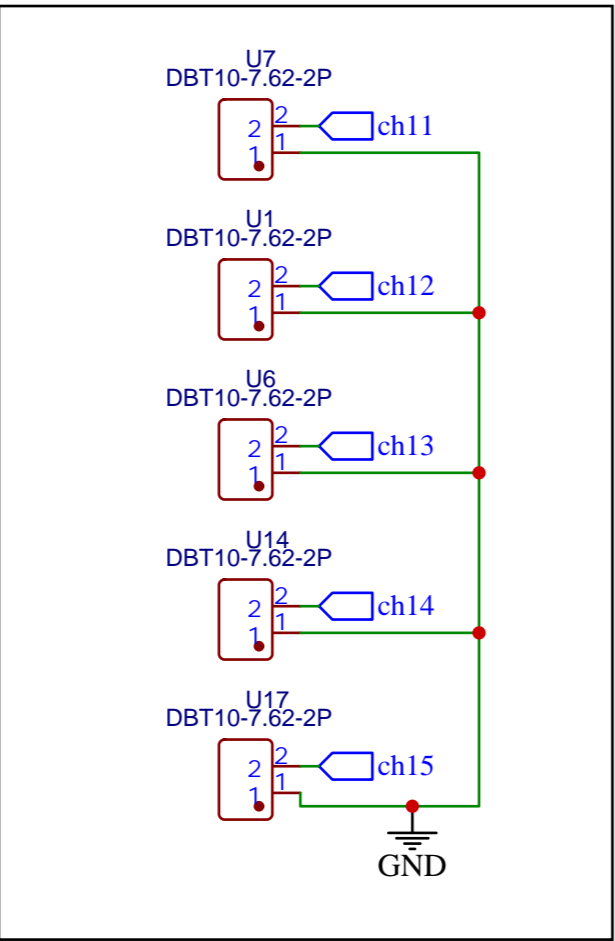 U7
DBT10-7.62-2P
2 2 ch11
1 1
U1
DBT10-7.62-2P
2 2 ch12
1 1
U6
DBT10-7.62-2P
2 2 ch13
1 1
U14
DBT10-7.62-2P
2 2 ch14
1 1
U17
DBT10-7.62-2P
2 2 ch15
1 1
GND